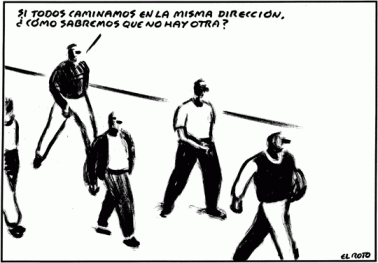 SI TODOS CAMINAMOS EN LA MISMA DIRECCIÓN,
¿CÓMO SABREMOS QUE NO HAY OTRA?
EL ROTO